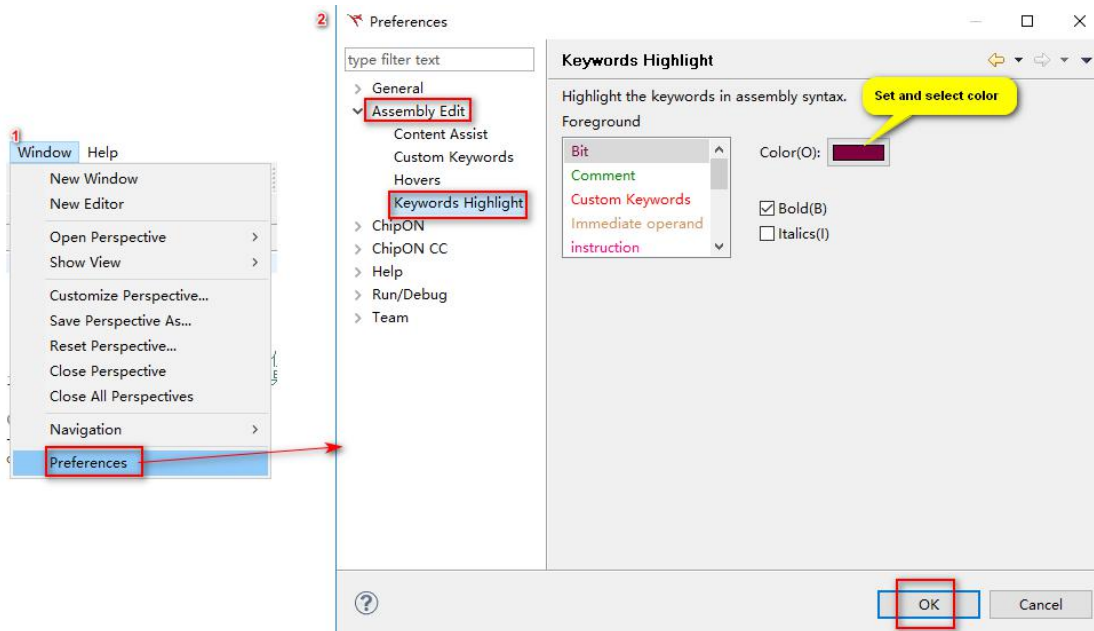 1
Window Help
New Window
New Editor
Open Perspective >
Show View >
Customize Perspective...
Save Perspective As...
Reset Perspective...
Close Perspective
Close All Perspectives
Navigation >
Preferences
2
Preferences
type filter text
General
Assembly Edit
Content Assist
Custom Keywords
Hovers
Keywords Highlight
ChipON
ChipON CC
Help
Run/Debug
Team
Keywords Highlight
Highlight the keywords in assembly syntax.
Set and select color
Foreground
Bit
Comment
Custom Keywords
Immediate operand
instruction
Color(O):
Bold(B)
Italics(I)
?
OK
Cancel